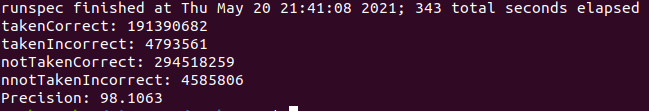 runspec finished at Thu May 20 21:41:08 2021; 343 total seconds elapsed
takenCorrect: 191390682
takenIncorrect: 4793561
notTakenCorrect: 294518259
nnotTakenIncorrect: 4585806
Precision: 98.1063